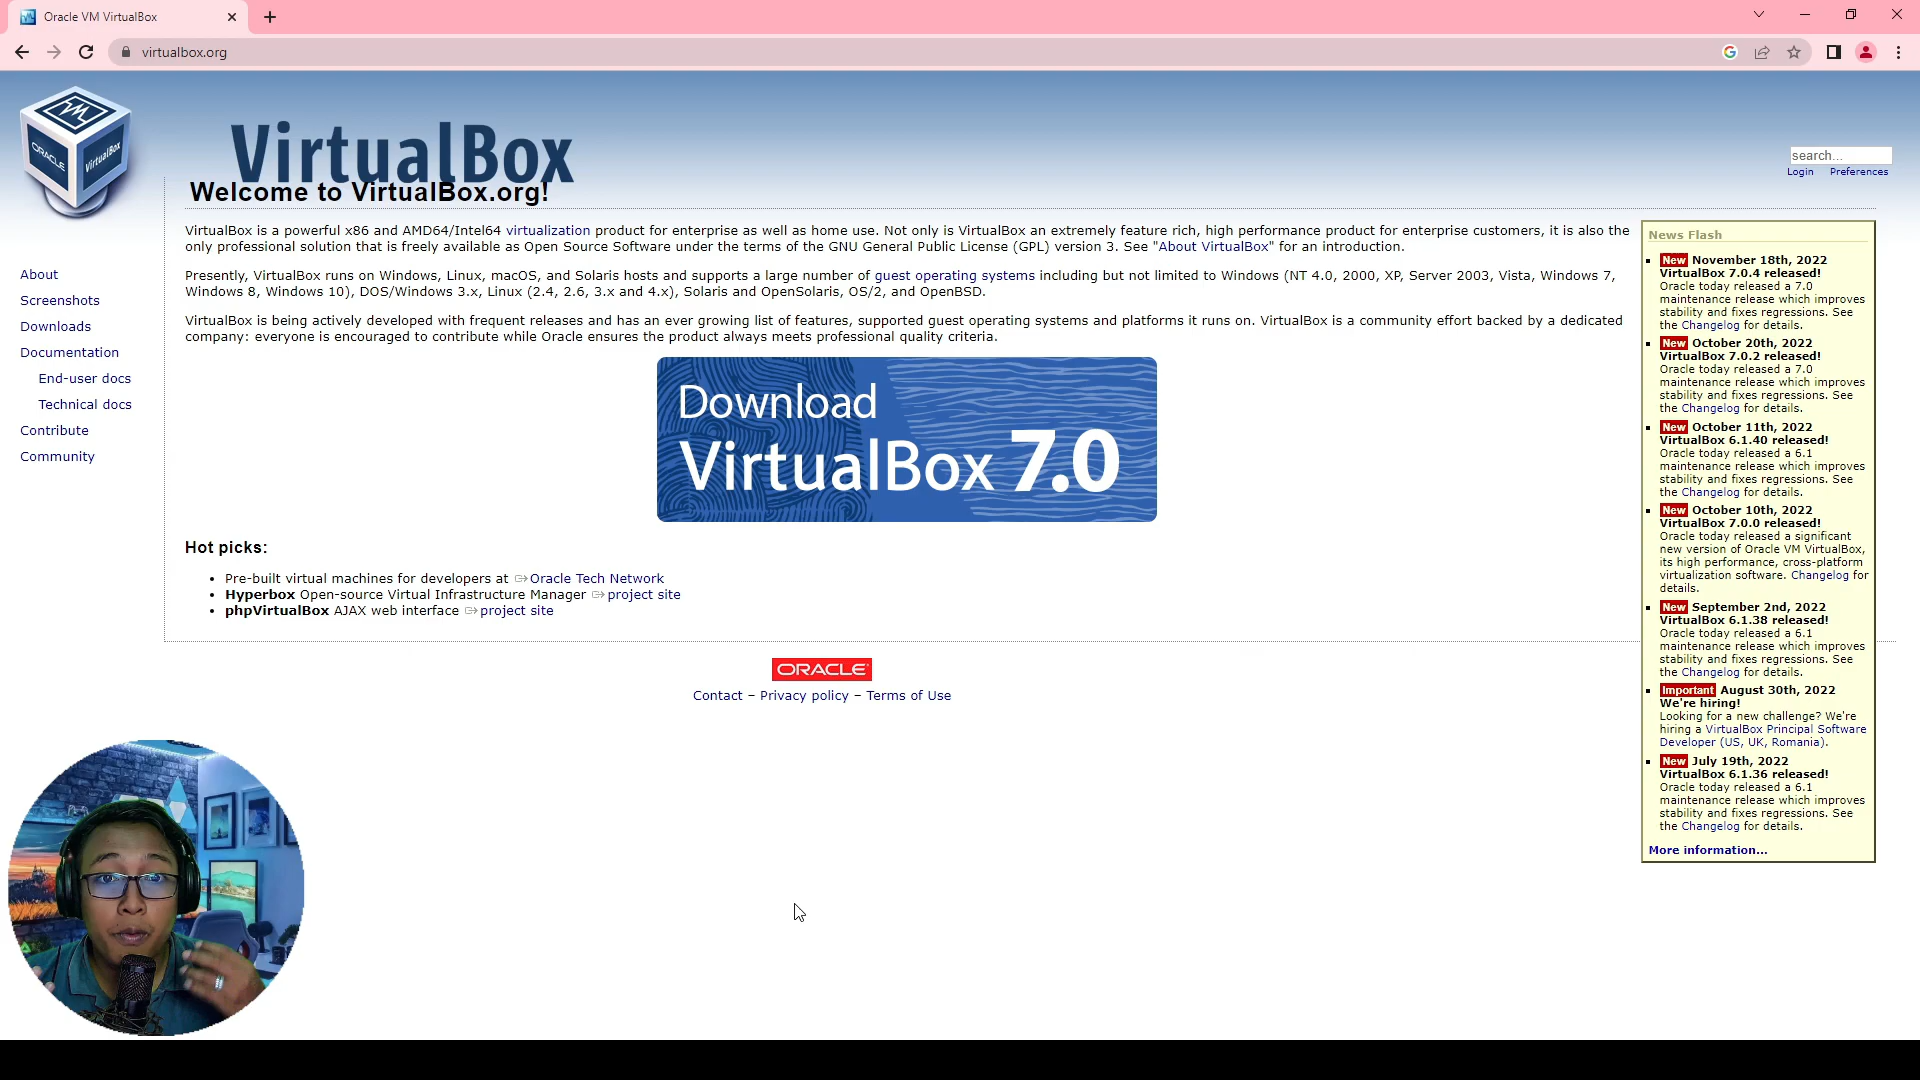 Oracle VM VirtualBox
virtualbox.org
ORACLE
VirtualBox
VirtualBox
search...
Login Preferences
Welcome to VirtualBox.org!
VirtualBox is a powerful x86 and AMD64/Intel64 virtualization product for enterprise as well as home use. Not only is VirtualBox an extremely feature rich, high performance product for enterprise customers, it is also the
only professional solution that is freely available as Open Source Software under the terms of the GNU General Public License (GPL) version 3. See "About VirtualBox" for an introduction.
Presently, VirtualBox runs on Windows, Linux, macOS, and Solaris hosts and supports a large number of guest operating systems including but not limited to Windows (NT 4.0, 2000, XP, Server 2003, Vista, Windows 7,
Windows 8, Windows 10), DOS/Windows 3.x, Linux (2.4, 2.6, 3.x and 4.x), Solaris and OpenSolaris, OS/2, and OpenBSD.
VirtualBox is being actively developed with frequent releases and has an ever growing list of features, supported guest operating systems and platforms it runs on. VirtualBox is a community effort backed by a dedicated
company: everyone is encouraged to contribute while Oracle ensures the product always meets professional quality criteria.
About
Screenshots
Downloads
Documentation
End-user docs
Technical docs
Contribute
Community
Download
VirtualBox 7.0
Hot picks:
Pre-built virtual machines for developers at Oracle Tech Network
Hyperbox Open-source Virtual Infrastructure Manager project site
phpVirtualBox AJAX web interface project site
ORACLE
Contact – Privacy policy – Terms of Use
News Flash
New November 18th, 2022
VirtualBox 7.0.4 released!
Oracle today released a 7.0
maintenance release which improves
stability and fixes regressions. See
the Changelog for details.
New October 20th, 2022
VirtualBox 7.0.2 released!
Oracle today released a 7.0
maintenance release which improves
stability and fixes regressions. See
the Changelog for details.
New October 11th, 2022
VirtualBox 6.1.40 released!
Oracle today released a 6.1
maintenance release which improves
stability and fixes regressions. See
the Changelog for details.
New October 10th, 2022
VirtualBox 7.0.0 released!
Oracle today released a significant
new version of Oracle VM VirtualBox,
its high performance, cross-platform
virtualization software. Changelog for
details.
New September 2nd, 2022
VirtualBox 6.1.38 released!
Oracle today released a 6.1
maintenance release which improves
stability and fixes regressions. See
the Changelog for details.
Important August 30th, 2022
We're hiring!
Looking for a new challenge? We're
hiring a VirtualBox Principal Software
Developer (US, UK, Romania).
New July 19th, 2022
VirtualBox 6.1.36 released!
Oracle today released a 6.1
maintenance release which improves
stability and fixes regressions. See
the Changelog for details.
More information...